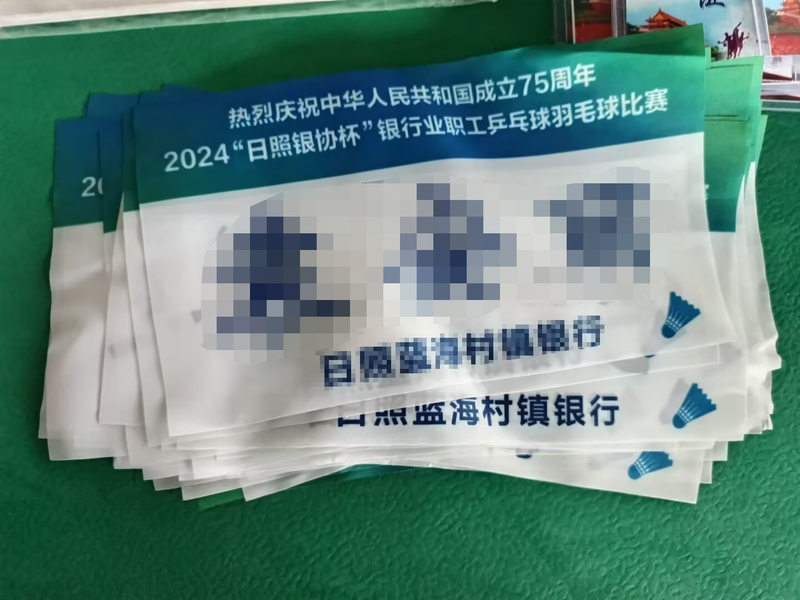 热烈庆祝中华人民共和国成立75周年
2024“日照银协杯”银行业职工乒乓球羽毛球比赛
日照蓝海村镇银行
日照蓝海村镇银行
20